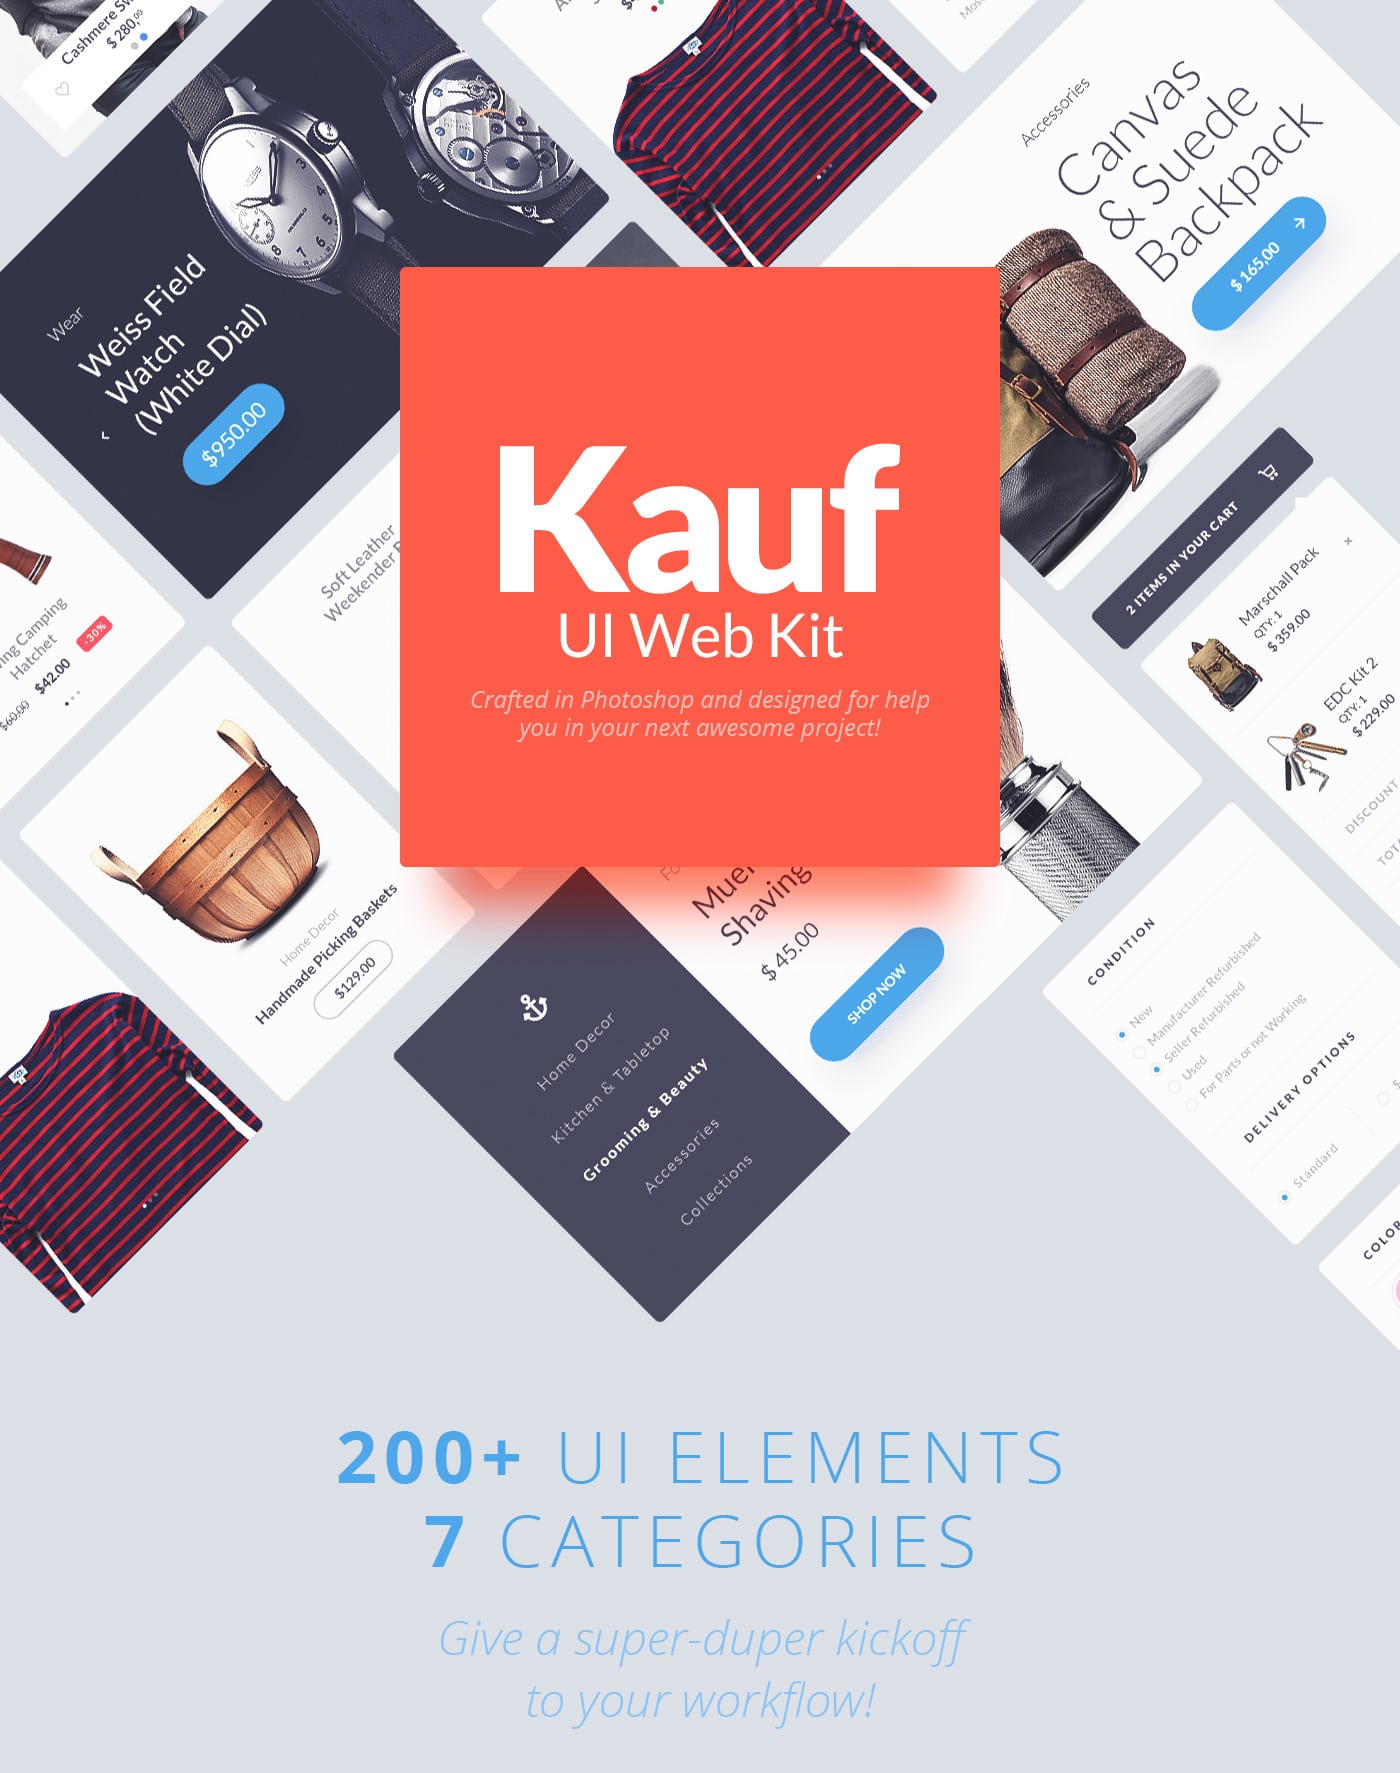 Cashmere
$ 280,00
Wear
Weiss Field
Watch
(White Dial)
$950.00
Accessories
Canvas
& Suede
Backpack
$ 165,00
Kauf
UI Web Kit
Crafted in Photoshop and designed for help
you in your next awesome project!
Soft Leather
Weekender
Camping
Hatchet
-30%
$60.00 $42.00
2 ITEMS IN YOUR CART
Marschall Pack
QTY: 1
$ 359.00
EDC Kit 2
QTY: 1
$ 229.00
DISCOUNT
Home Decor
Handmade Picking Baskets
$129.00
Shaving
$ 45.00
SHOP NOW
Home Decor
Kitchen & Tabletop
Grooming & Beauty
Accessories
Collections
CONDITION
New
Manufacturer Refurbished
Seller Refurbished
Used
For Parts or not Working
DELIVERY OPTIONS
Standard
200+ UI ELEMENTS
7 CATEGORIES
Give a super-duper kickoff
to your workflow!